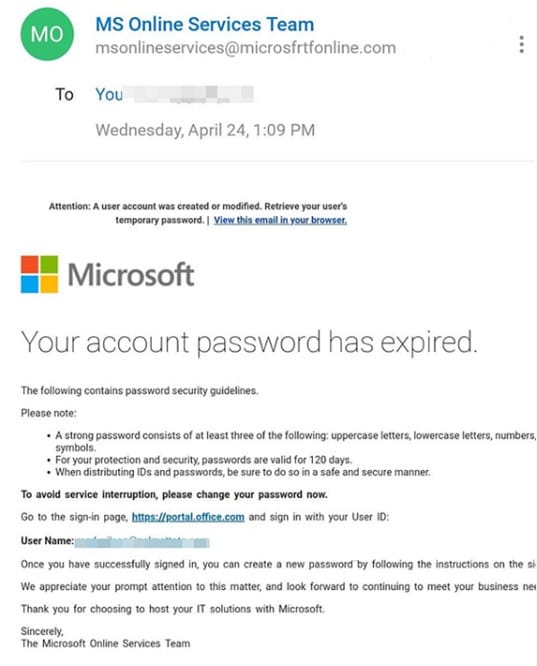 MO
MS Online Services Team
msonlineservices@microsfrtfonline.com
To You
Wednesday, April 24, 1:09 PM
Attention: A user account was created or modified. Retrieve your user's
temporary password. | View this email in your browser.
Microsoft
Your account password has expired.
The following contains password security guidelines.
Please note:
• A strong password consists of at least three of the following: uppercase letters, lowercase letters, numbers,
symbols.
• For your protection and security, passwords are valid for 120 days.
• When distributing IDs and passwords, be sure to do so in a safe and secure manner.
To avoid service interruption, please change your password now.
Go to the sign-in page, https://portal.office.com and sign in with your User ID:
User Name:
Once you have successfully signed in, you can create a new password by following the instructions on the si
We appreciate your prompt attention to this matter, and look forward to continuing to meet your business nee
Thank you for choosing to host your IT solutions with Microsoft.
Sincerely,
The Microsoft Online Services Team